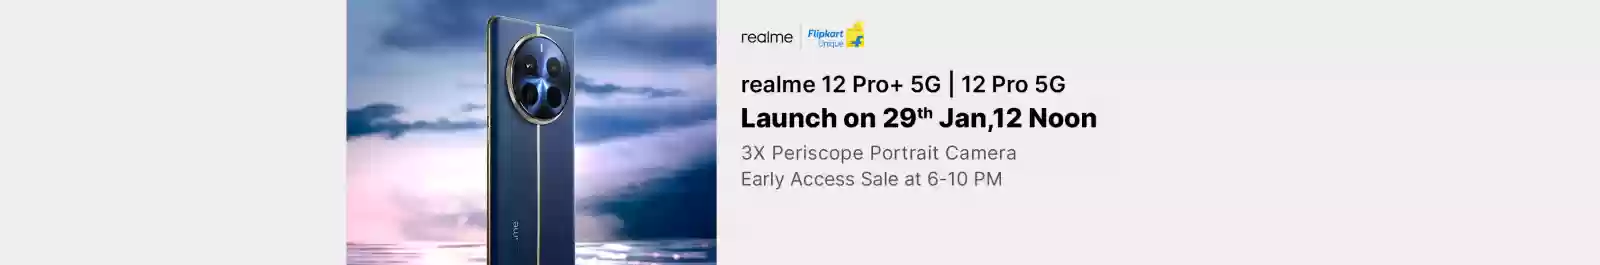 realme | Flipkart
Unique
realme 12 Pro+ 5G | 12 Pro 5G
Launch on 29th Jan,12 Noon
3X Periscope Portrait Camera
Early Access Sale at 6-10 PM